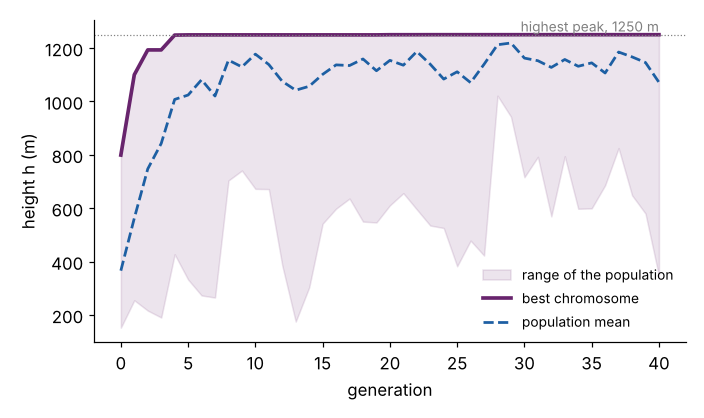 highest peak, 1250 m
1200
1000
800
600
400
200
height h (m)
range of the population
best chromosome
population mean
0 5 10 15 20 25 30 35 40
generation